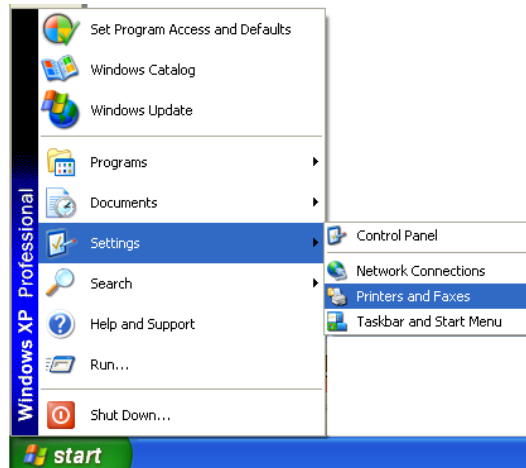 Set Program Access and Defaults
Windows Catalog
Windows Update
Programs
Documents
Settings
Search
Help and Support
Run...
Shut Down...
Control Panel
Network Connections
Printers and Faxes
Taskbar and Start Menu
Windows XP Professional
start